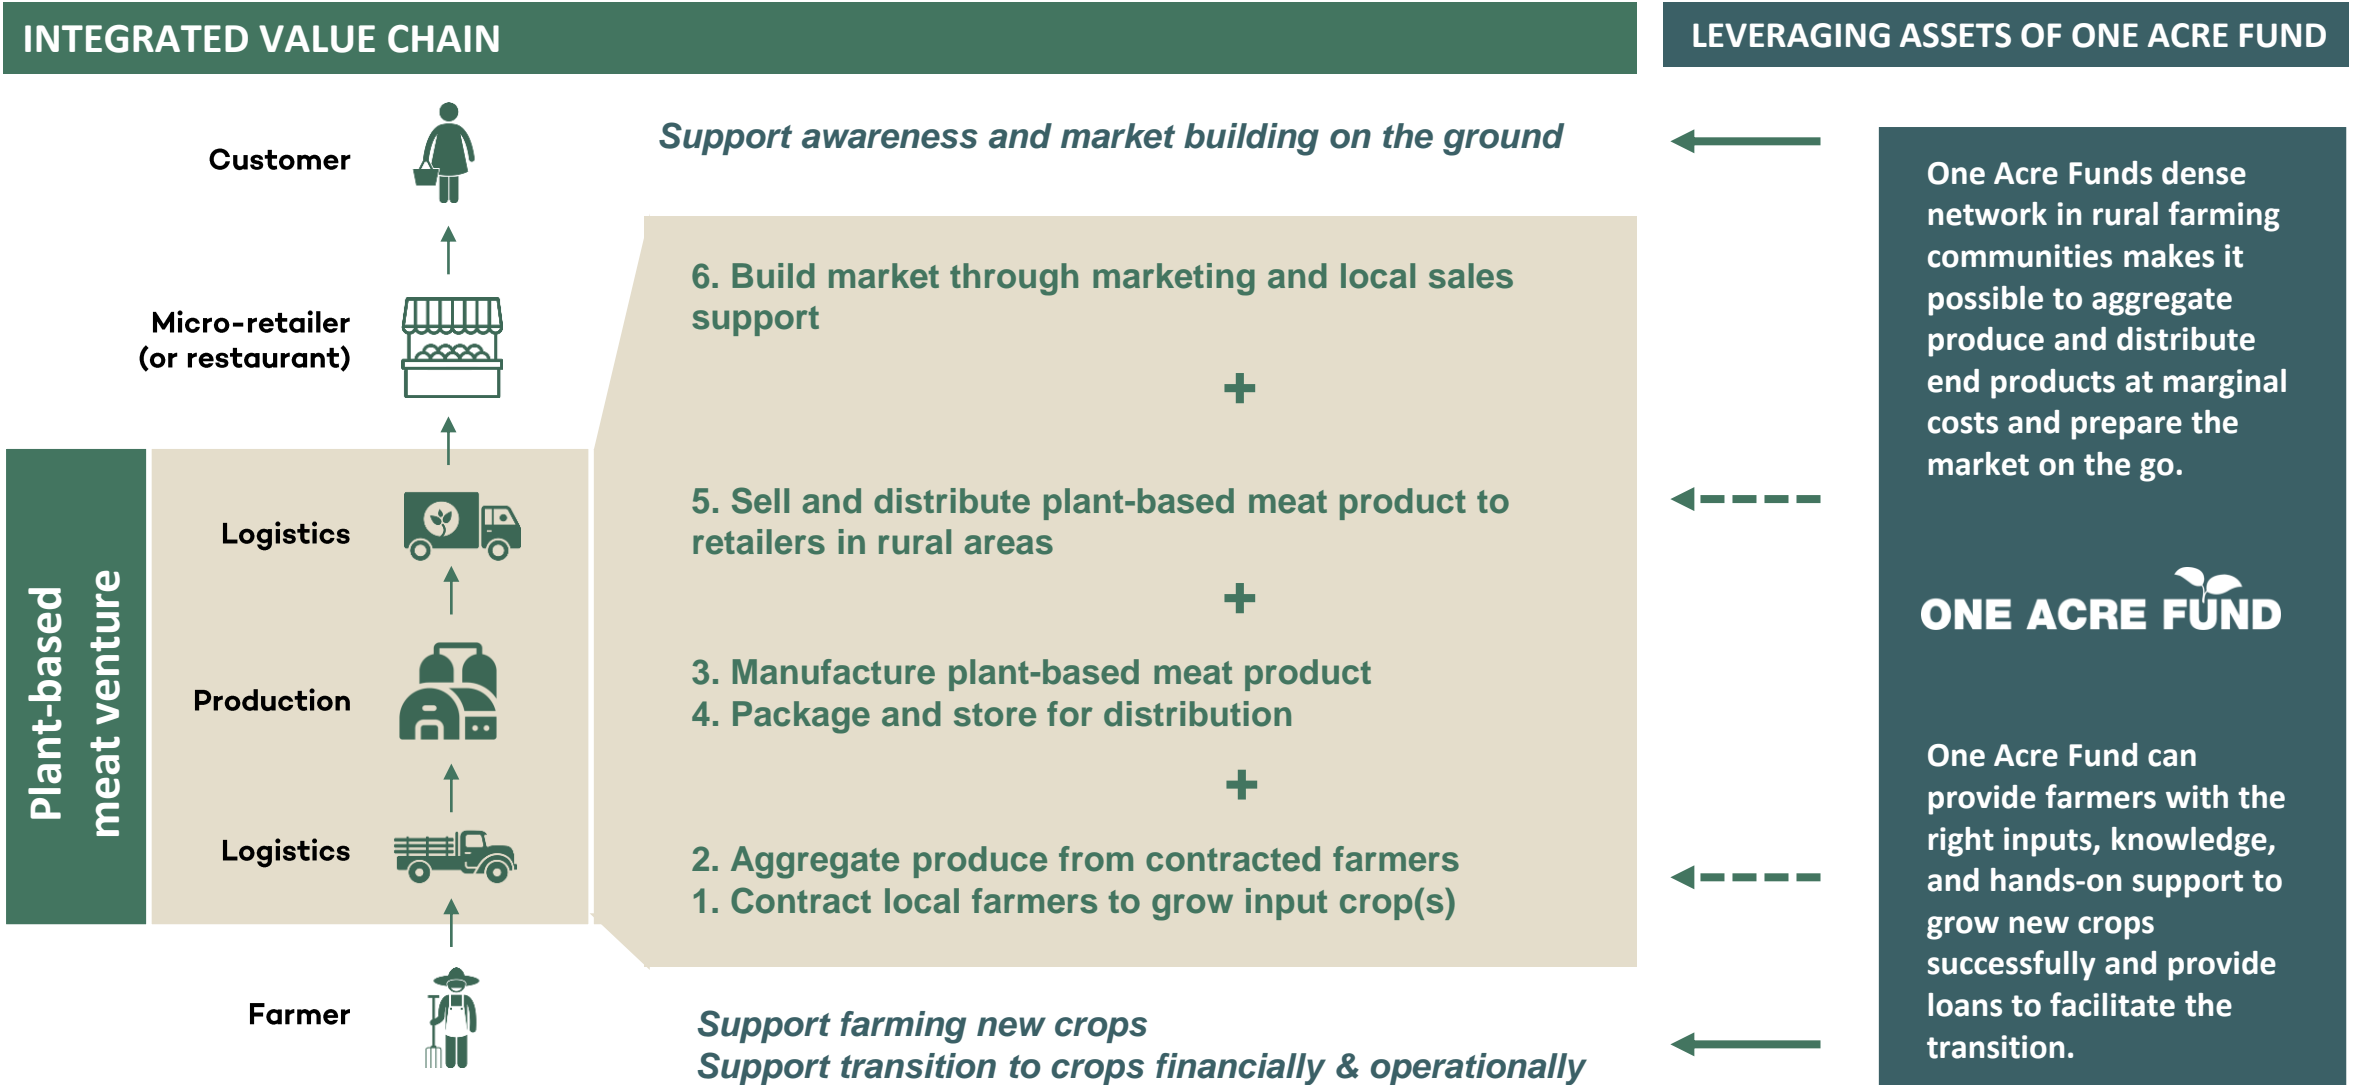 INTEGRATED VALUE CHAIN
LEVERAGING ASSETS OF ONE ACRE FUND
Customer
Support awareness and market building on the ground
Micro-retailer
(or restaurant)
6. Build market through marketing and local sales
support
+
Plant-based
meat venture
Logistics
5. Sell and distribute plant-based meat product to
retailers in rural areas
+
Production
3. Manufacture plant-based meat product
4. Package and store for distribution
+
Logistics
2. Aggregate produce from contracted farmers
1. Contract local farmers to grow input crop(s)
Farmer
Support farming new crops
Support transition to crops financially & operationally
One Acre Funds dense
network in rural farming
communities makes it
possible to aggregate
produce and distribute
end products at marginal
costs and prepare the
market on the go.
ONE ACRE FUND
One Acre Fund can
provide farmers with the
right inputs, knowledge,
and hands-on support to
grow new crops
successfully and provide
loans to facilitate the
transition.